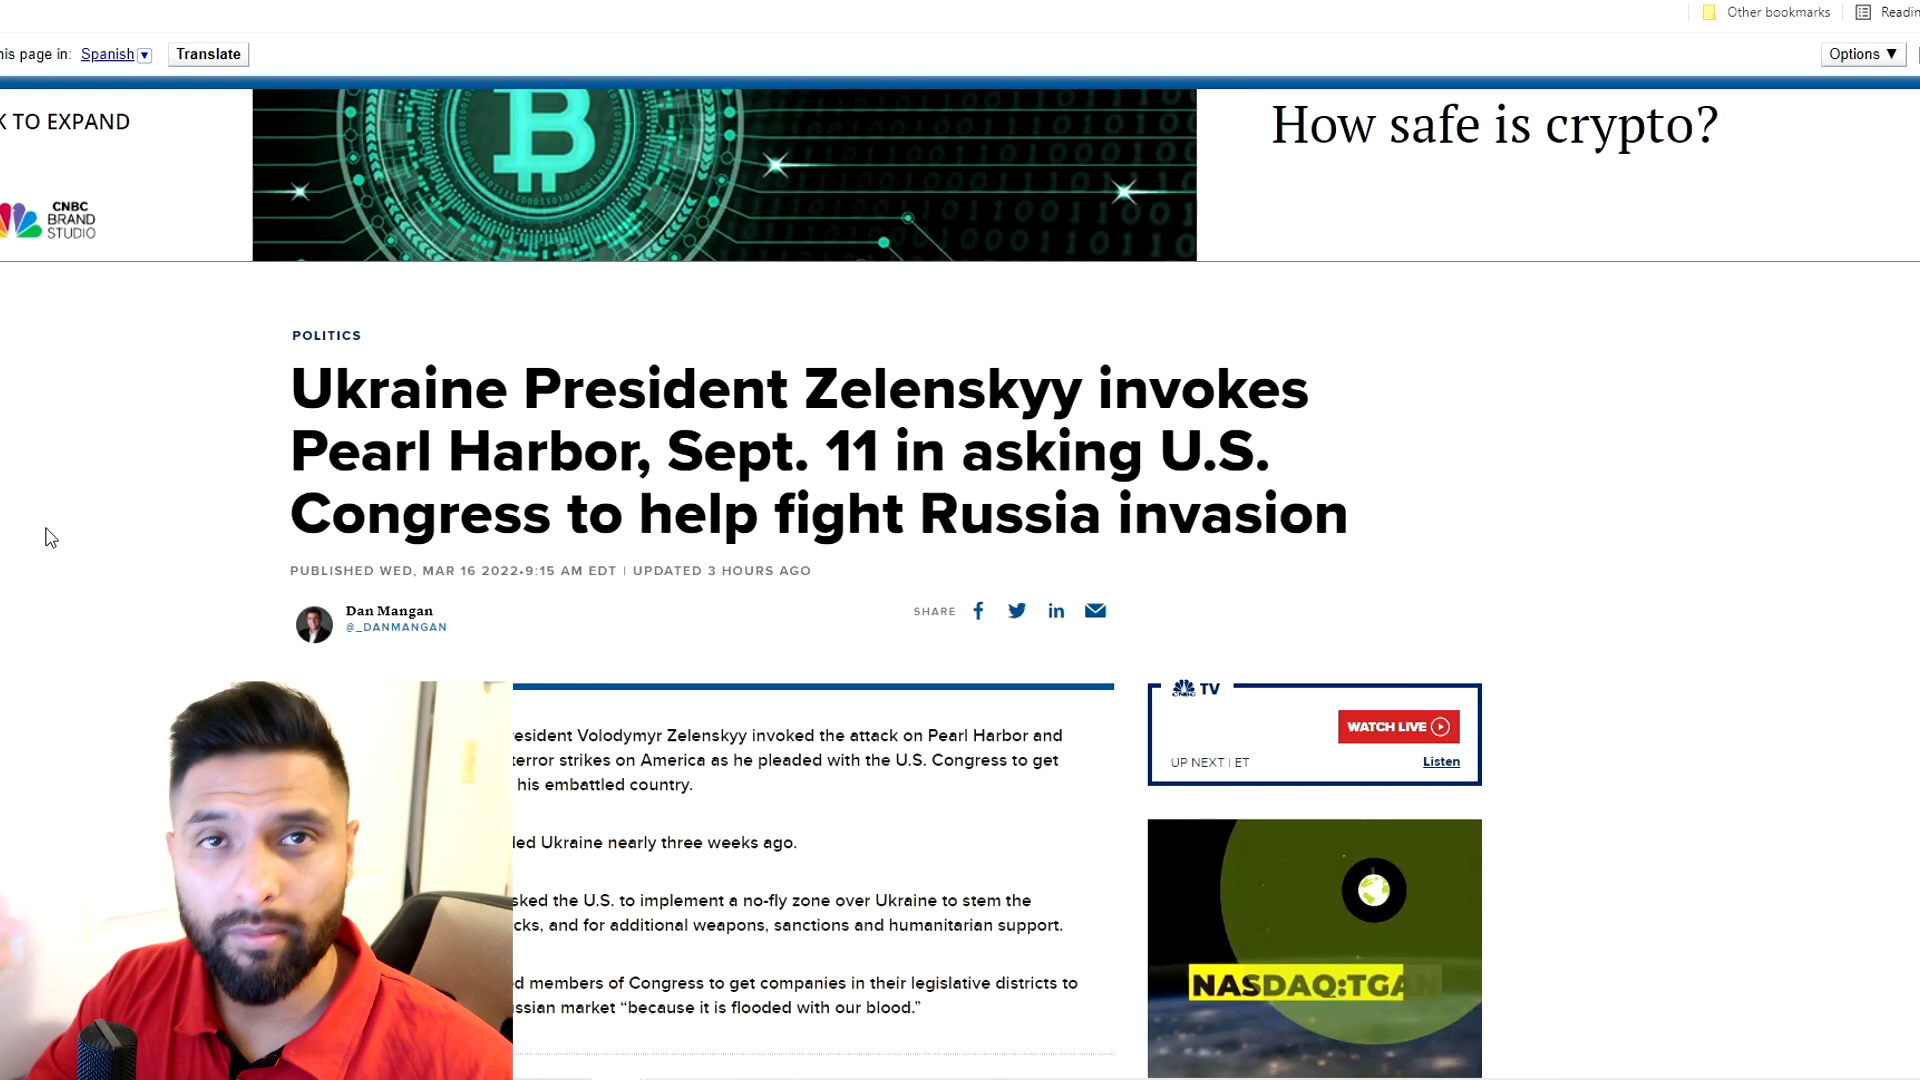 Other bookmarks
his page in: Spanish Translate
Options ▼
TO EXPAND
How safe is crypto?
CNBC
BRAND
STUDIO
POLITICS
Ukraine President Zelenskyy invokes
Pearl Harbor, Sept. 11 in asking U.S.
Congress to help fight Russia invasion
PUBLISHED WED, MAR 16 2022•9:15 AM EDT | UPDATED 3 HOURS AGO
Dan Mangan
@_DANMANGAN
SHARE
TV
WATCH LIVE
UP NEXT | ET
Listen
esident Volodymyr Zelenskyy invoked the attack on Pearl Harbor and
terror strikes on America as he pleaded with the U.S. Congress to get
his embattled country.
led Ukraine nearly three weeks ago.
sked the U.S. to implement a no-fly zone over Ukraine to stem the
cks, and for additional weapons, sanctions and humanitarian support.
d members of Congress to get companies in their legislative districts to
ssian market “because it is flooded with our blood.”
NASDAQ:TGA